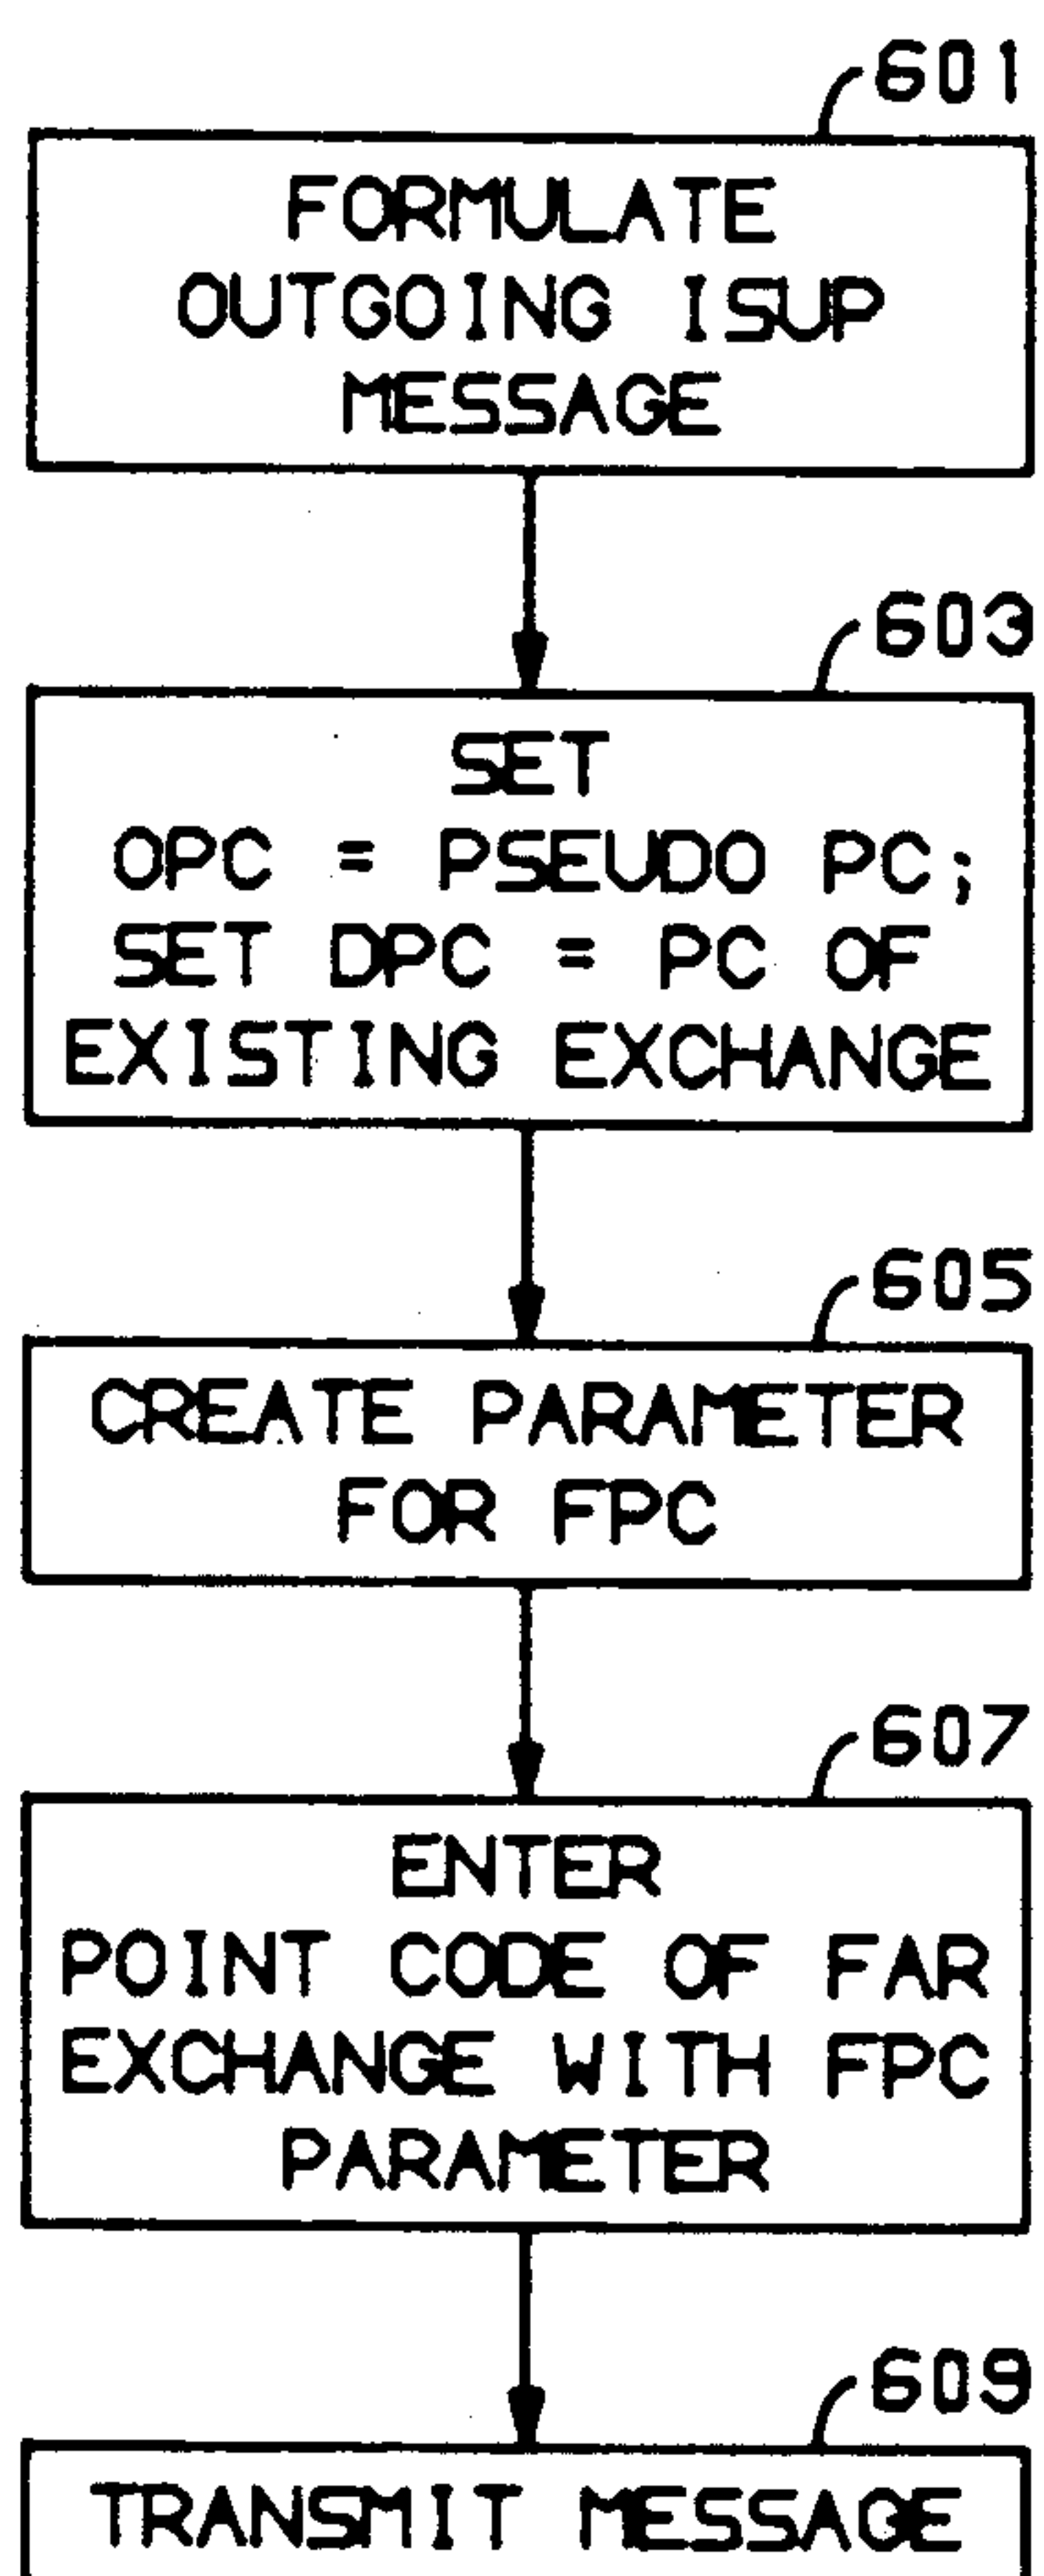 601
FORMULATE
OUTGOING ISUP
MESSAGE
603
SET
OPC = PSEUDO PC;
SET DPC = PC OF
EXISTING EXCHANGE
605
CREATE PARAMETER
FOR FPC
607
ENTER
POINT CODE OF FAR
EXCHANGE WITH FPC
PARAMETER
609
TRANSMIT MESSAGE